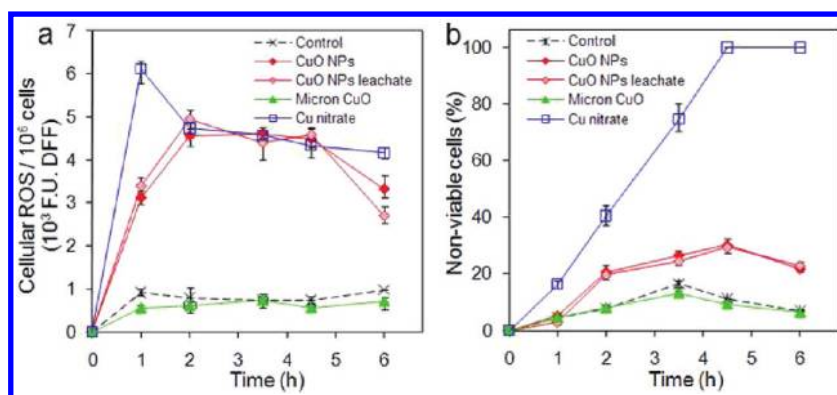 a
Cellular ROS / 10⁶ cells
(10³ F.U. DFF)
7
6
5
4
3
2
1
0
Control
CuO NPs
CuO NPs leachate
Micron CuO
Cu nitrate
0 1 2 3 4 5 6
Time (h)
b
Non-viable cells (%)
100
80
60
40
20
0
Control
CuO NPs
CuO NPs leachate
Micron CuO
Cu nitrate
0 1 2 3 4 5 6
Time (h)